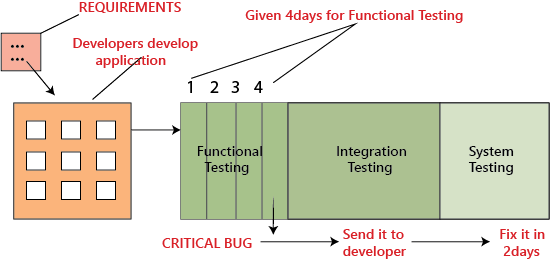 REQUIREMENTS
Given 4days for Functional Testing
...
...
Developers develop
application
1 2 3 4
Functional
Testing
Integration
Testing
System
Testing
CRITICAL BUG
Send it to
developer
Fix it in
2days